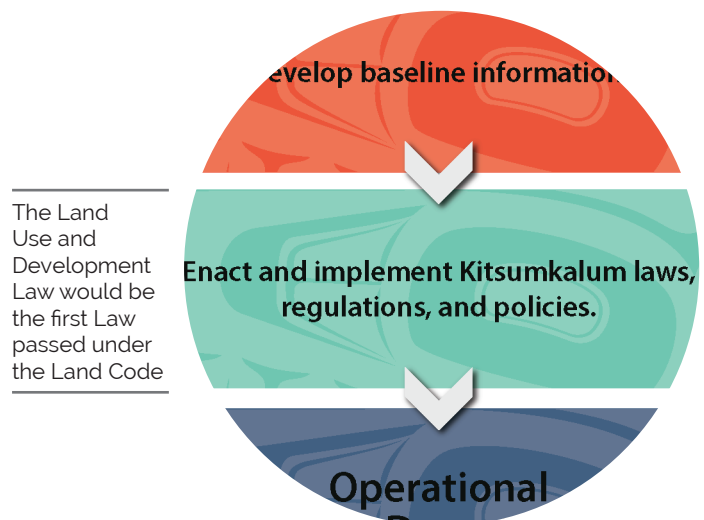 evelop baseline information
The Land
Use and
Development
Law would be
the first Law
passed under
the Land Code
Enact and implement Kitsumkalum laws,
regulations, and policies.
Operational